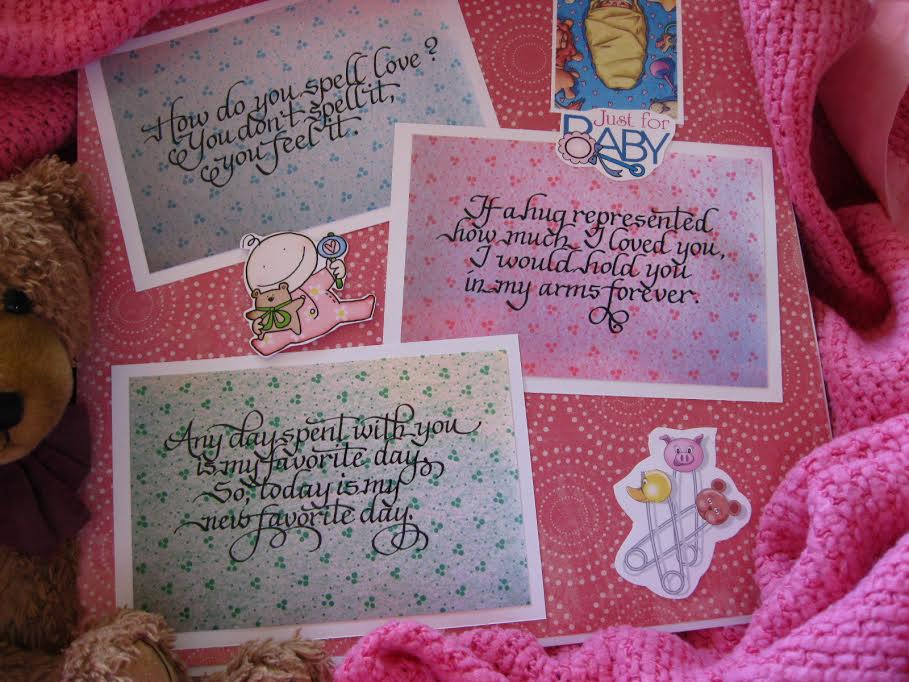 How do you spell love?
You don't spell it,
you feel it.
Just for
BABY
If a hug represented
how much I loved you,
I would hold you
in my arms forever.
Any day spent with you
is my favorite day.
So, today is my
new favorite day.